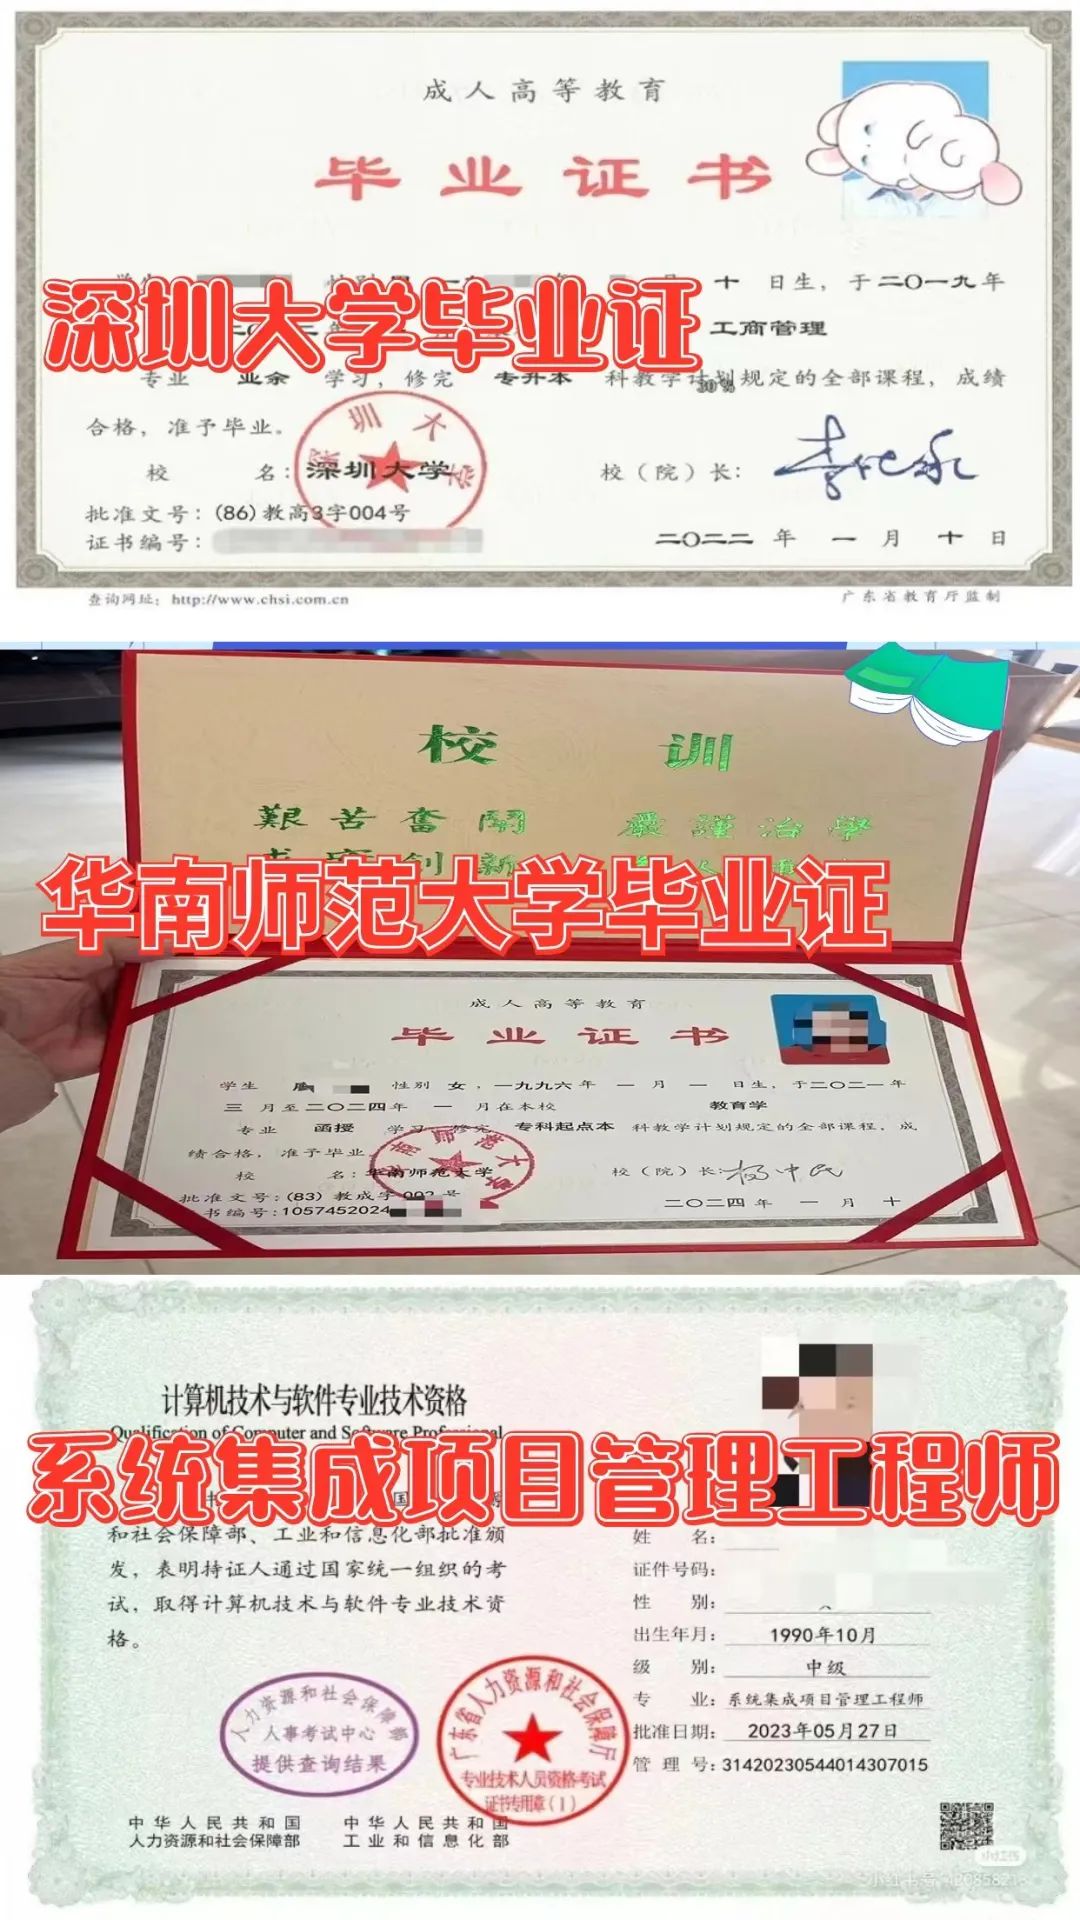 成人高等教育
毕业证书
十 日生，于二〇一九年
深圳大学毕业证
工商管理
专业 业余 学习，修完 专升本 科教学计划规定的全部课程，成绩
30%
合格，准予毕业。
校 名：深圳大学
校（院）长：
批准文号：(86)教高3字004号
证书编号：
二〇二二 年 一 月 十 日
查询网址：http://www.chsi.com.cn
广东省教育厅监制
校 训
艰苦奋斗 嚴謹治學
创新
华南师范大学毕业证
成人高等教育
毕业证书
学生 性别 女，一九九六年 一 月 一 日生，于二〇二一年
三 月至二〇二四年 一 月在本校 教育学
专业 函授 学习，修完 专科起点本 科教学计划规定的全部课程，成
绩合格，准予毕业
校 名：华南师范大学
校（院）长
批准文号：(83) 教成字 002 号
书编号：1057452024
二〇二四 年 一 月 十
计算机技术与软件专业技术资格
Qualification of Computer and Software Professional
系统集成项目管理工程师
和社会保障部、工业和信息化部批准颁
发，表明持证人通过国家统一组织的考
试，取得计算机技术与软件专业技术资
格。
姓 名：
证件号码：
性 别：
出生年月： 1990年10月
级 别： 中级
专 业：系统集成项目管理工程师
批准日期： 2023年05月27日
管 理 号：31420230544014307015
人力资源和社会保障部
人事考试中心
提供查询结果
广东省人力资源和社会保障厅
专业技术人员资格考试
证书专用章（1）
中华人民共和国
人力资源和社会保障部
中华人民共和国
工业和信息化部
小红书